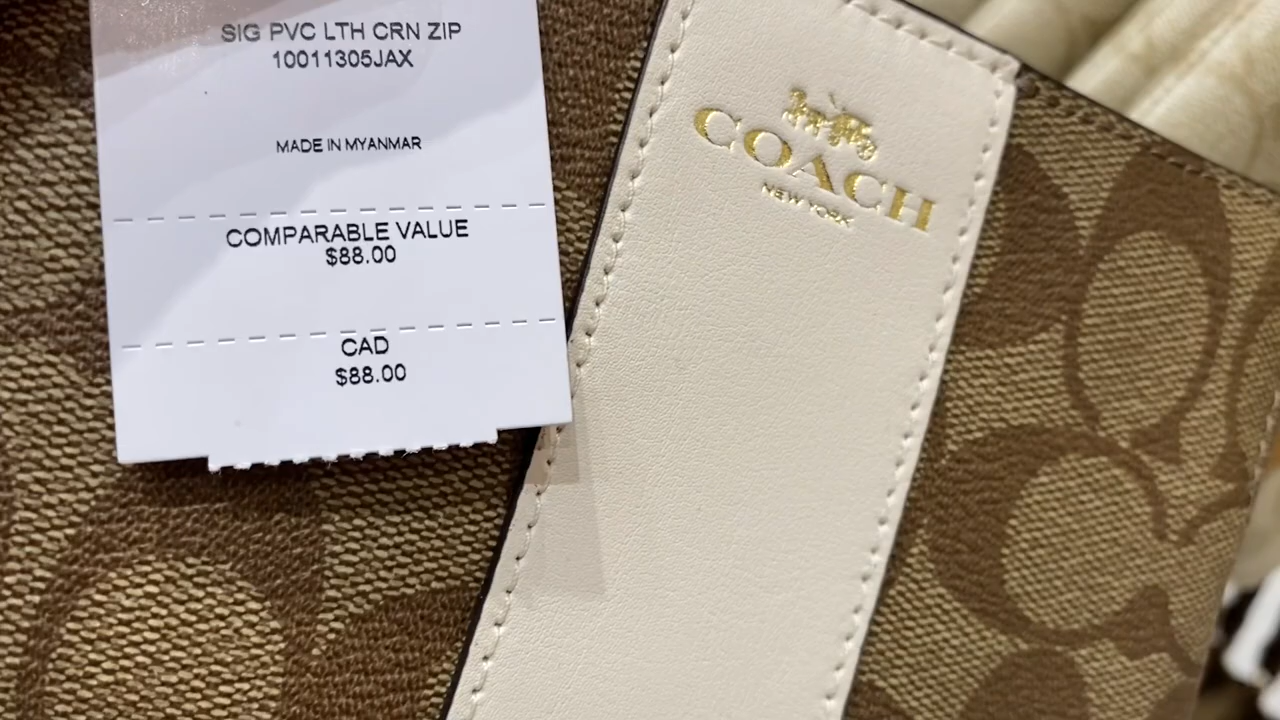 SIG PVC LTH CRN ZIP
10011305JAX
MADE IN MYANMAR
COMPARABLE VALUE
$88.00
CAD
$88.00
COACH
NEW YORK